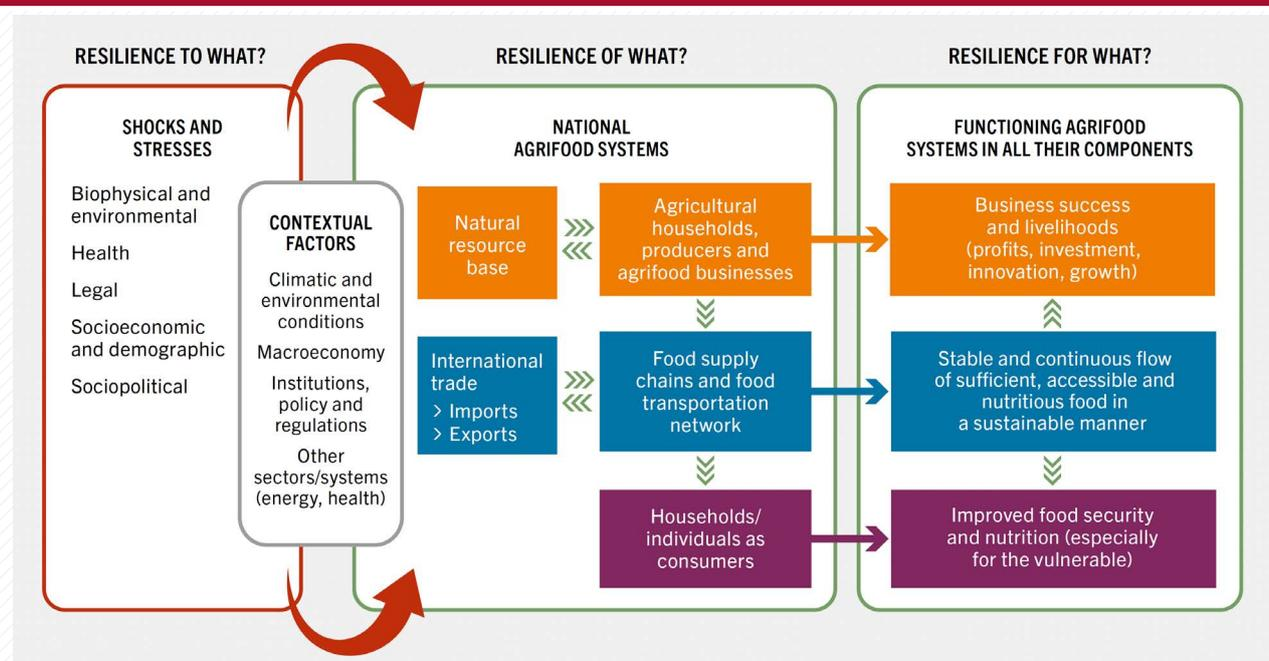 RESILIENCE TO WHAT?
SHOCKS AND
STRESSES
Biophysical and
environmental
Health
Legal
Socioeconomic
and demographic
Sociopolitical
CONTEXTUAL
FACTORS
Climatic and
environmental
conditions
Macroeconomy
Institutions,
policy and
regulations
Other
sectors/systems
(energy, health)
RESILIENCE OF WHAT?
NATIONAL
AGRIFOOD SYSTEMS
Natural
resource
base
Agricultural
households,
producers and
agrifood businesses
International
trade
> Imports
> Exports
Food supply
chains and food
transportation
network
Households/
individuals as
consumers
RESILIENCE FOR WHAT?
FUNCTIONING AGRIFOOD
SYSTEMS IN ALL THEIR COMPONENTS
Business success
and livelihoods
(profits, investment,
innovation, growth)
Stable and continuous flow
of sufficient, accessible and
nutritious food in
a sustainable manner
Improved food security
and nutrition (especially
for the vulnerable)